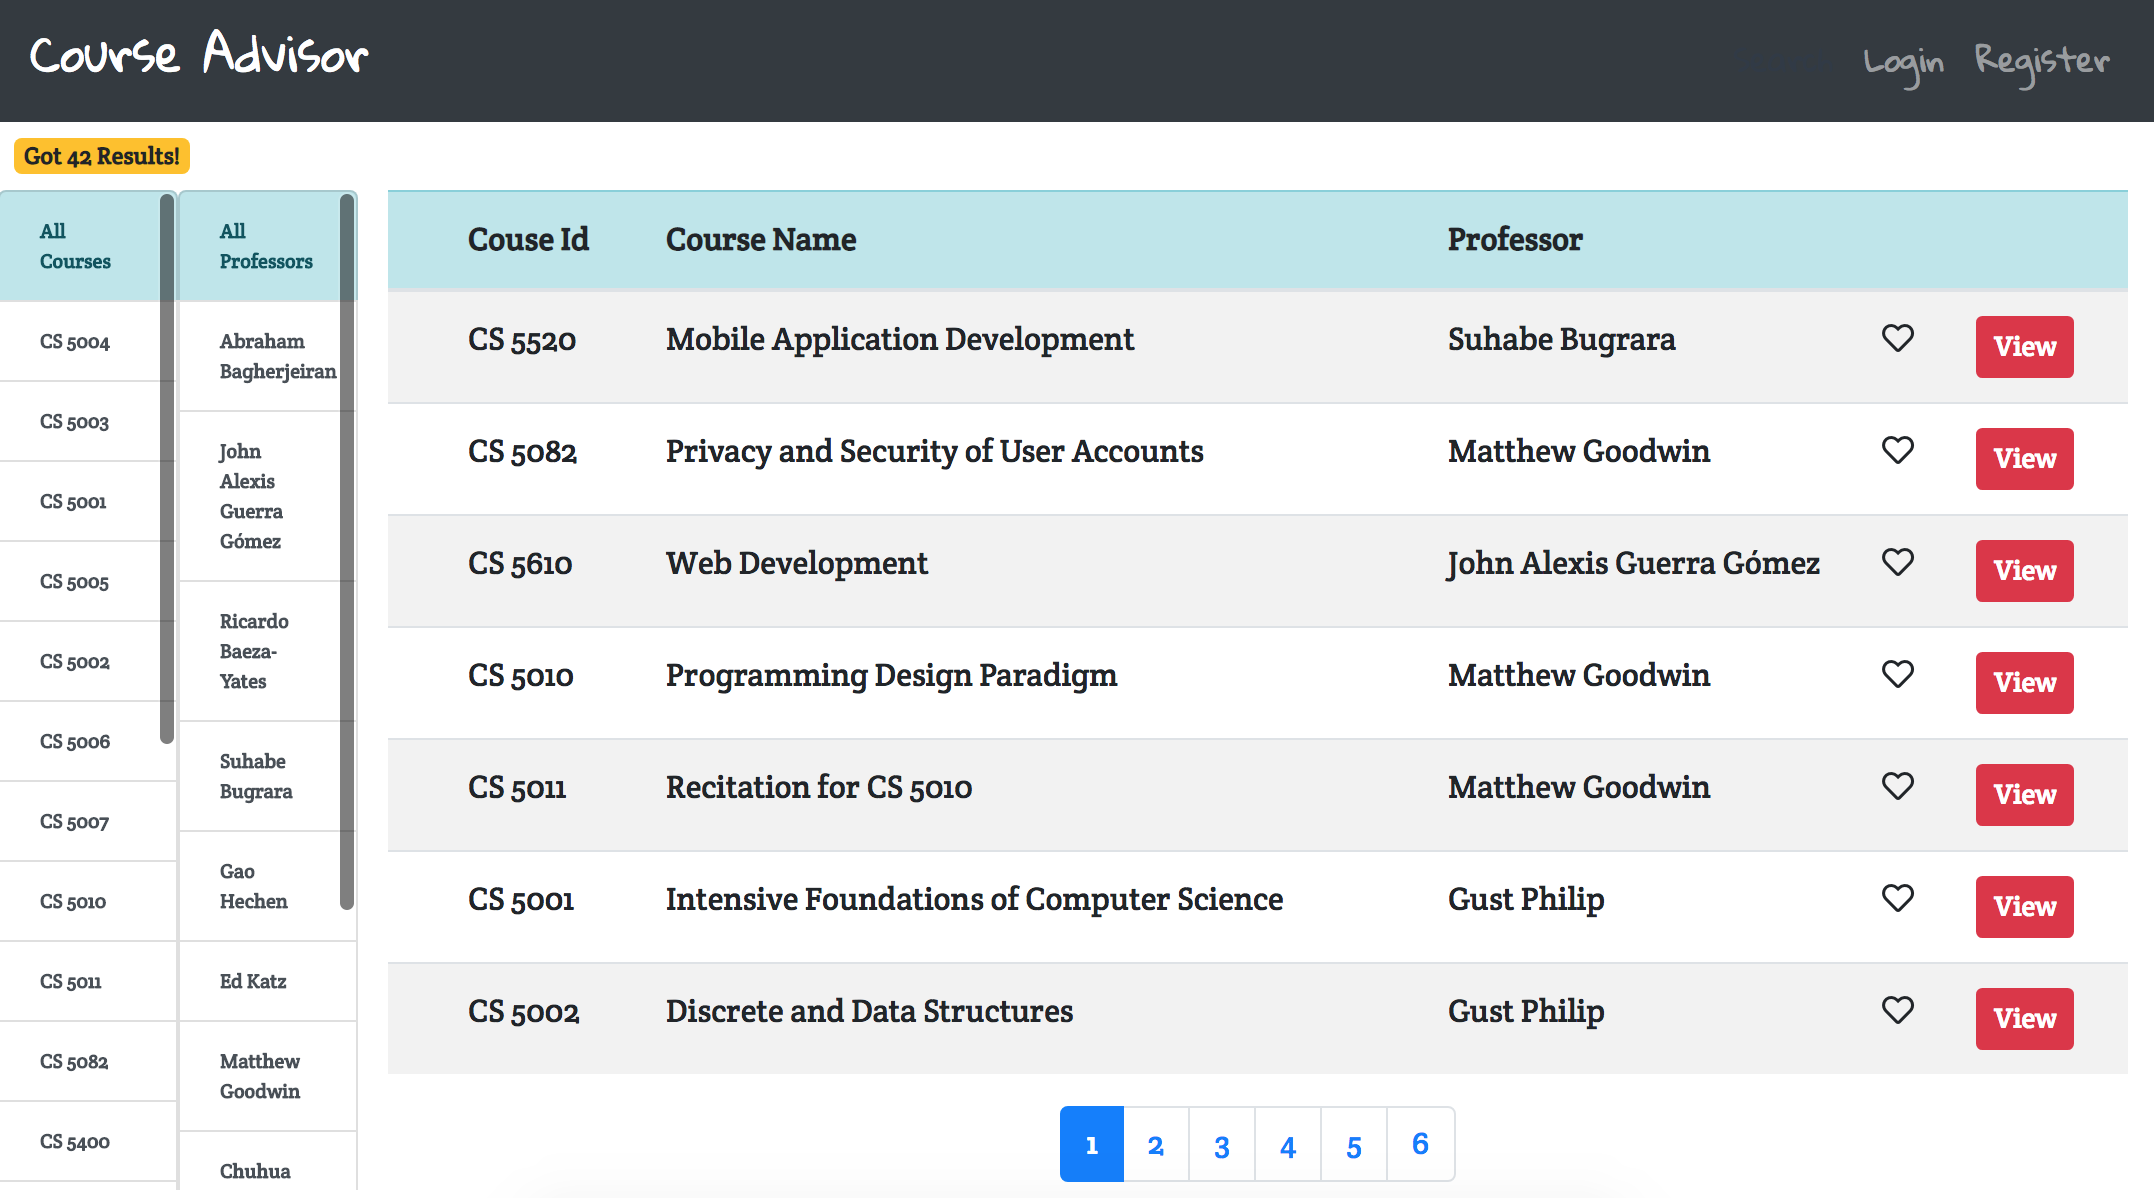 Course Advisor
Login Register
Got 42 Results!
All
Courses
CS 5004
CS 5003
CS 5001
CS 5005
CS 5002
CS 5006
CS 5007
CS 5010
CS 5011
CS 5082
CS 5400
All
Professors
Abraham
Bagherjeiran
John
Alexis
Guerra
Gómez
Ricardo
Baeza-
Yates
Suhabe
Bugrara
Gao
Hechen
Ed Katz
Matthew
Goodwin
Chuhua
Couse Id Course Name Professor
CS 5520 Mobile Application Development Suhabe Bugrara View
CS 5082 Privacy and Security of User Accounts Matthew Goodwin View
CS 5610 Web Development John Alexis Guerra Gómez View
CS 5010 Programming Design Paradigm Matthew Goodwin View
CS 5011 Recitation for CS 5010 Matthew Goodwin View
CS 5001 Intensive Foundations of Computer Science Gust Philip View
CS 5002 Discrete and Data Structures Gust Philip View
1 2 3 4 5 6